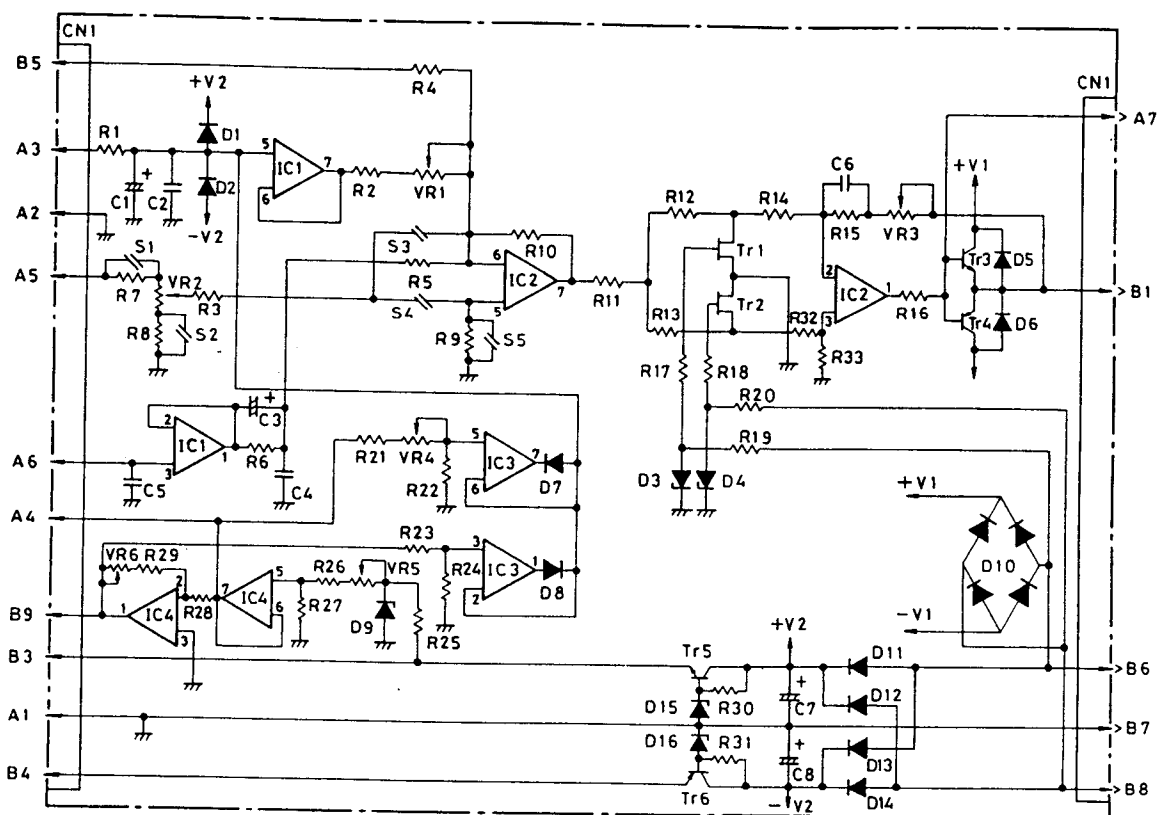 CN1
B5
R4
+V2
CN1
A7
R1
D1
A3
5
IC1
7
6
R2
VR1
C6
+V1
+
C1
C2
D2
R12
R14
R15
VR3
A2
-V2
S1
S3
R10
Tr1
Tr3
D5
A5
R7
VR2
R3
R5
6
IC2
7
5
R11
2
IC2
1
3
R16
B1
S4
Tr2
Tr4
D6
R8
S2
R9
S5
R13
R32
R33
R17
R18
R20
+
C3
2
IC1
1
3
R6
R19
A6
C5
C4
R21
VR4
5
IC3
7
6
D7
R22
D3
D4
+V1
A4
R23
3
IC3
1
2
D8
D10
VR6
R29
R26
VR5
R24
5
IC4
7
6
2
IC4
1
3
R28
R27
D9
R25
B9
-V1
+V2
B3
Tr5
D11
B6
+
C7
D12
D15
R30
A1
B7
D16
R31
+
C8
D13
B4
Tr6
-V2
D14
B8